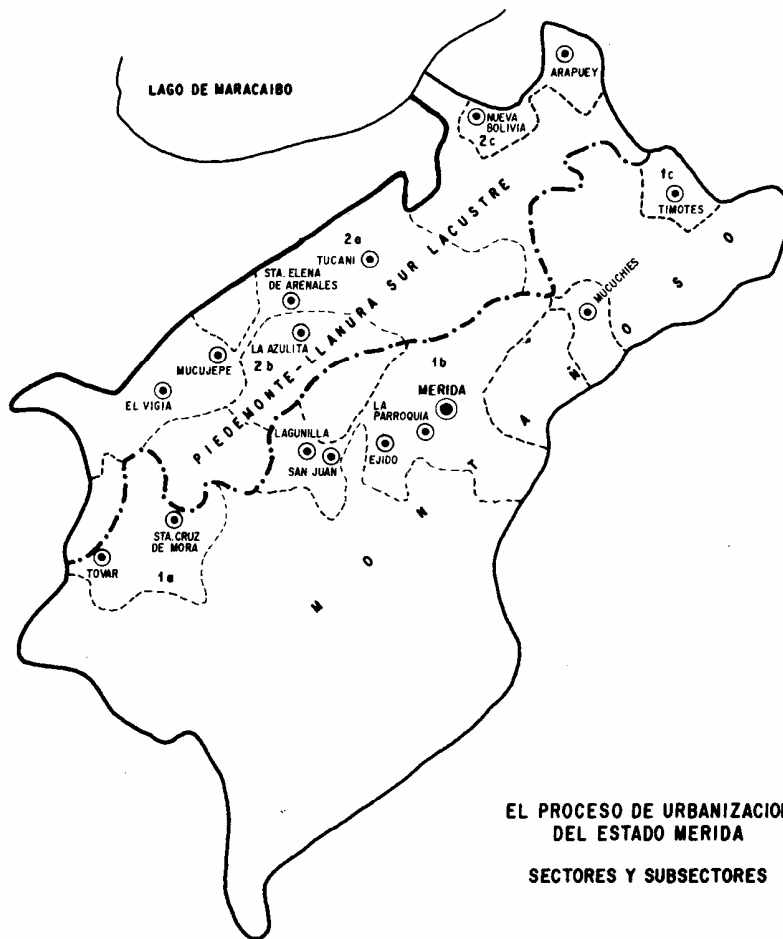 LAGO DE MARACAIBO
ARAPUEY
NUEVA
BOLIVIA
2c
1c
TIMOTES
2a
TUCANI
STA. ELENA
DE ARENALES
MUCUCHIES
LA AZULITA
2b
MUCUJEPE
EL VIGIA
PIEDEMONTE-LLANURA SUR LACUSTRE
1b
MERIDA
LA
PARROQUIA
EJIDO
LAGUNILLA
SAN JUAN
STA. CRUZ
DE MORA
TOVAR
1a
MONTAÑOSO
EL PROCESO DE URBANIZACION
DEL ESTADO MERIDA
SECTORES Y SUBSECTORES